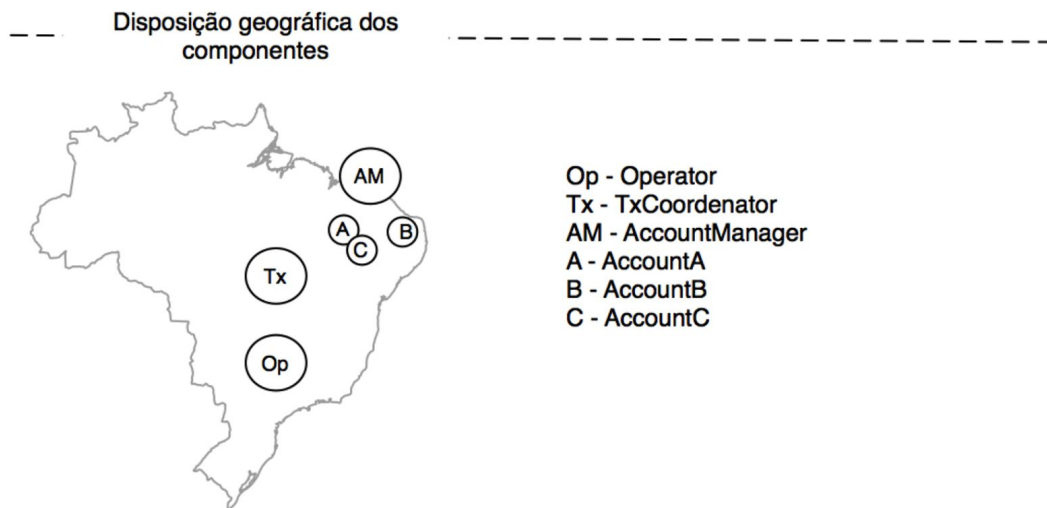 Disposição geográfica dos
componentes
AM
A
B
C
Tx
Op
Op - Operator
Tx - TxCoordenator
AM - AccountManager
A - AccountA
B - AccountB
C - AccountC